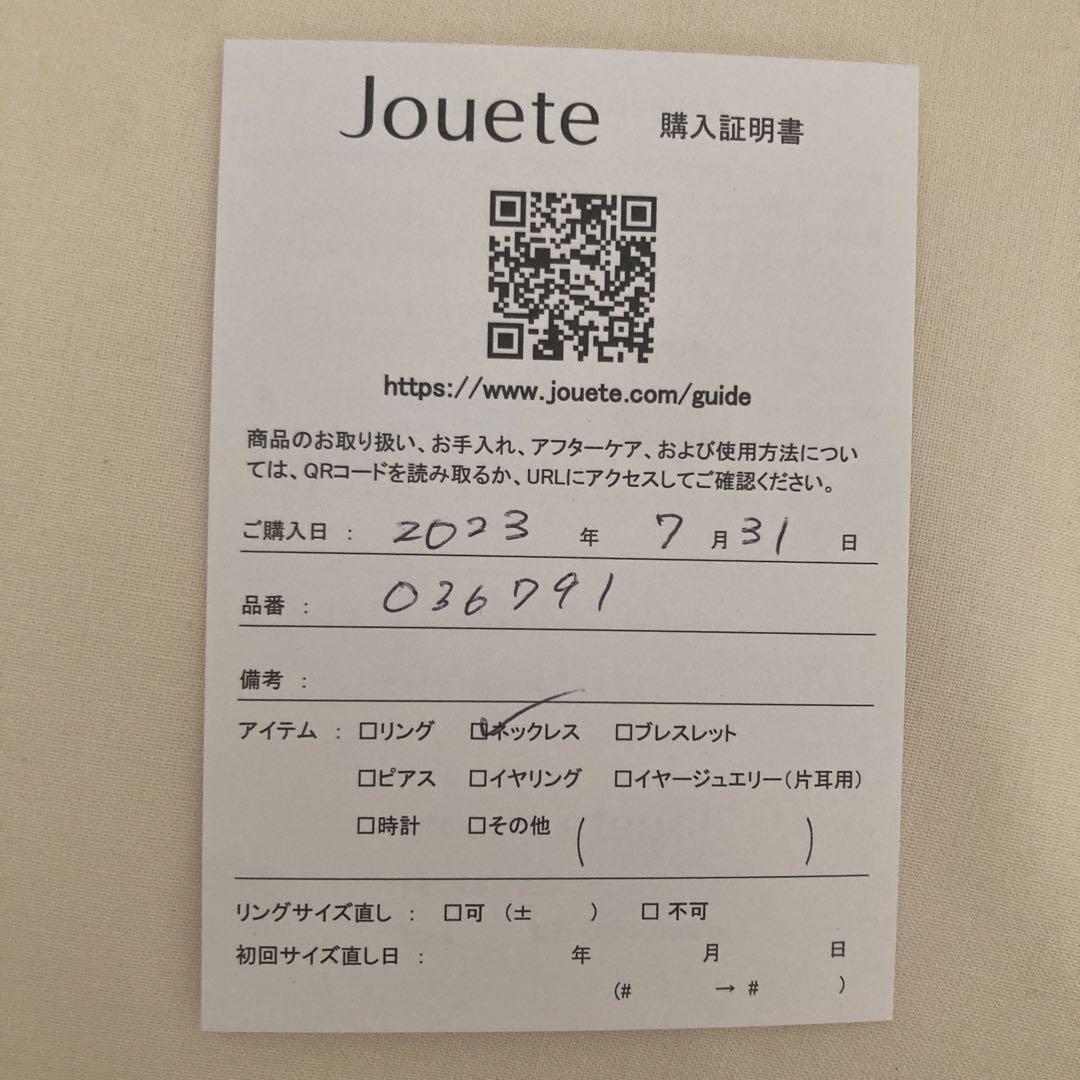 Jouete 購入証明書
https://www.jouete.com/guide
商品のお取り扱い、お手入れ、アフターケア、および使用方法につい
ては、QRコードを読み取るか、URLにアクセスしてご確認ください。
ご購入日 : 2023 年 7 月 31 日
品番 : 036791
備考 :
アイテム : □リング ☑ネックレス □ブレスレット
□ピアス □イヤリング □イヤージュエリー(片耳用)
□時計 □その他 ( )
リングサイズ直し : □可 (± ) □ 不可
初回サイズ直し日 : 年 月 日
(# → # )